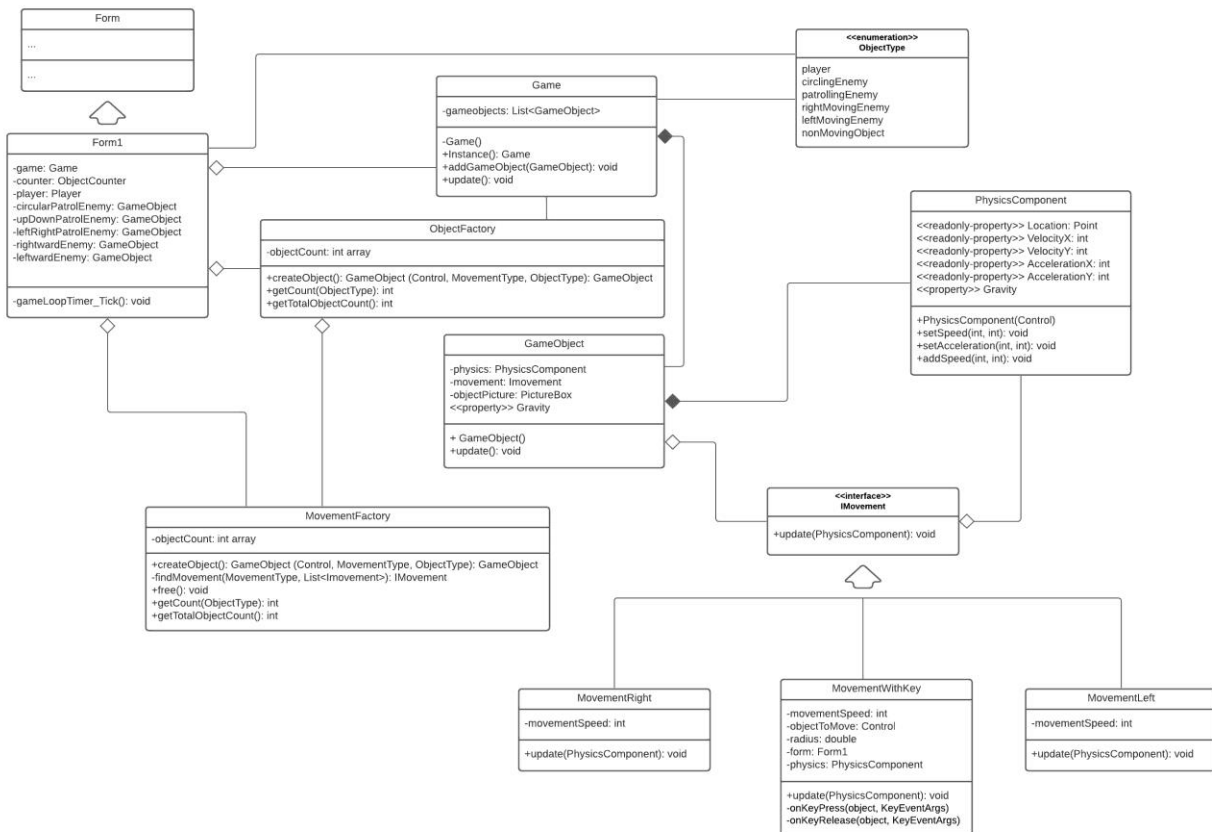 Form
...
...
<<enumeration>>
ObjectType
player
circlingEnemy
patrollingEnemy
rightMovingEnemy
leftMovingEnemy
nonMovingObject
Game
-gameobjects: List<GameObject>
-Game()
+Instance(): Game
+addGameObject(GameObject): void
+update(): void
Form1
-game: Game
-counter: ObjectCounter
-player: Player
-circularPatrolEnemy: GameObject
-upDownPatrolEnemy: GameObject
-leftRightPatrolEnemy: GameObject
-rightwardEnemy: GameObject
-leftwardEnemy: GameObject
-gameLoopTimer_Tick(): void
PhysicsComponent
<<readonly-property>> Location: Point
<<readonly-property>> VelocityX: int
<<readonly-property>> VelocityY: int
<<readonly-property>> AccelerationX: int
<<readonly-property>> AccelerationY: int
<<property>> Gravity
+PhysicsComponent(Control)
+setSpeed(int, int): void
+setAcceleration(int, int): void
+addSpeed(int, int): void
ObjectFactory
-objectCount: int array
+createObject(): GameObject (Control, MovementType, ObjectType): GameObject
+getCount(ObjectType): int
+getTotalObjectCount(): int
GameObject
-physics: PhysicsComponent
-movement: Imovement
-objectPicture: PictureBox
<<property>> Gravity
+ GameObject()
+update(): void
<<interface>>
IMovement
+update(PhysicsComponent): void
MovementFactory
-objectCount: int array
+createObject(): GameObject (Control, MovementType, ObjectType): GameObject
-findMovement(MovementType, List<Imovement>): IMovement
+free(): void
+getCount(ObjectType): int
+getTotalObjectCount(): int
MovementRight
-movementSpeed: int
+update(PhysicsComponent): void
MovementWithKey
-movementSpeed: int
-objectToMove: Control
-radius: double
-form: Form1
-physics: PhysicsComponent
+update(PhysicsComponent): void
-onKeyPress(object, KeyEventArgs)
-onKeyRelease(object, KeyEventArgs)
MovementLeft
-movementSpeed: int
+update(PhysicsComponent): void